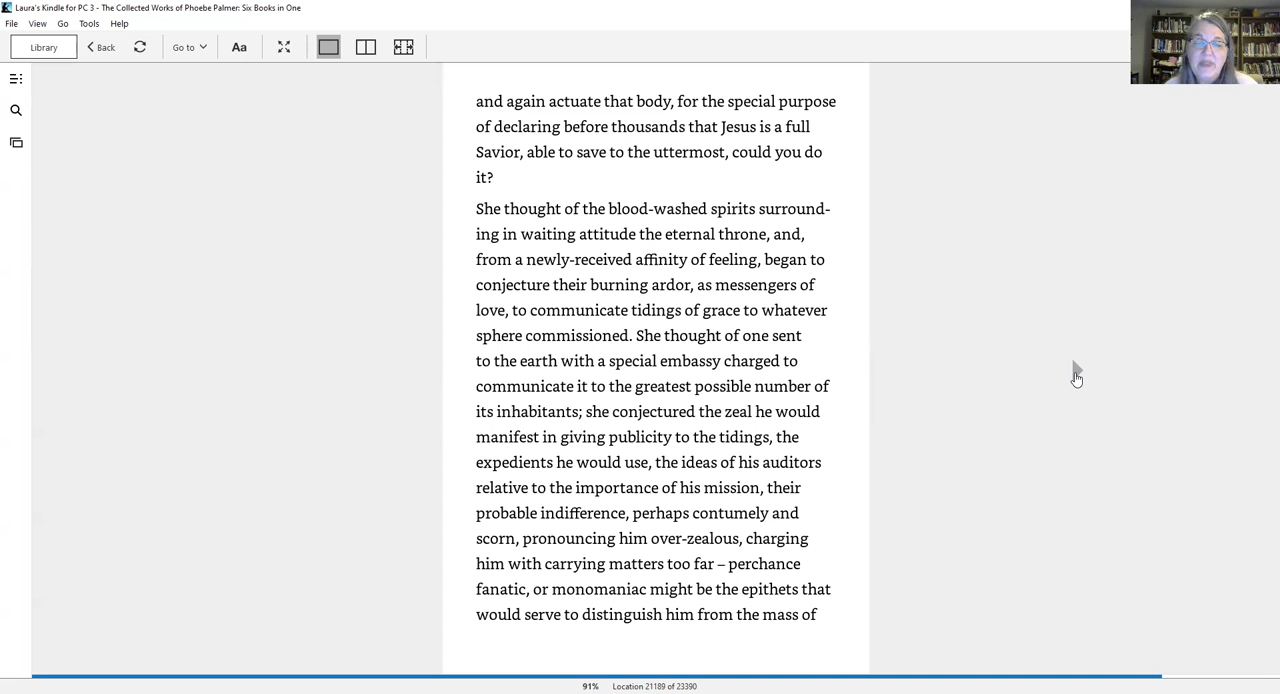 Laura's Kindle for PC 3 - The Collected Works of Phoebe Palmer: Six Books in One
File View Go Tools Help
Library Back Go to Aa
and again actuate that body, for the special purpose
of declaring before thousands that Jesus is a full
Savior, able to save to the uttermost, could you do
it?
She thought of the blood-washed spirits surround-
ing in waiting attitude the eternal throne, and,
from a newly-received affinity of feeling, began to
conjecture their burning ardor, as messengers of
love, to communicate tidings of grace to whatever
sphere commissioned. She thought of one sent
to the earth with a special embassy charged to
communicate it to the greatest possible number of
its inhabitants; she conjectured the zeal he would
manifest in giving publicity to the tidings, the
expedients he would use, the ideas of his auditors
relative to the importance of his mission, their
probable indifference, perhaps contumely and
scorn, pronouncing him over-zealous, charging
him with carrying matters too far – perchance
fanatic, or monomaniac might be the epithets that
would serve to distinguish him from the mass of
91% Location 21189 of 23390